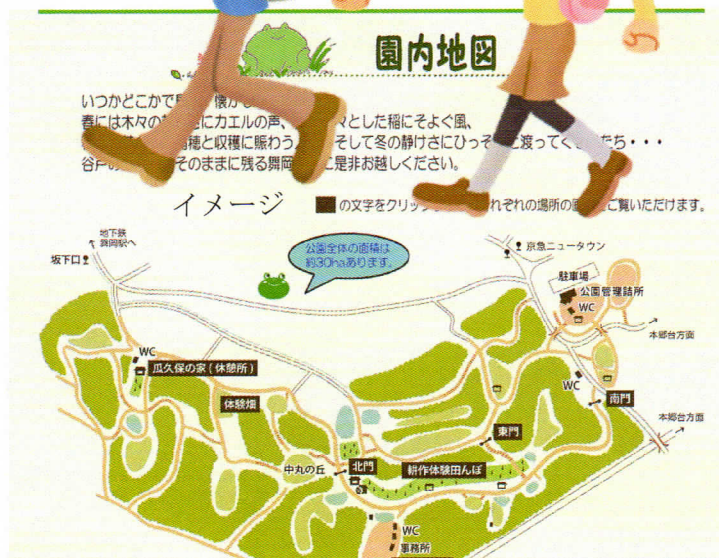 園内地図
いつかどこかで 懐か
春には木々の にカエルの声、 々とした稲にそよぐ風、
穂と収穫に賑わう そして冬の静けさにひっそ 渡ってく たち・・・
谷戸の そのままに残る舞岡 に是非お越しください。
イメージ
■の文字をクリッ れぞれの場所の ご覧いただけます。
地下鉄
舞岡駅へ
坂下口
公園全体の面積は
約30haあります。
京急ニュータウン
駐車場
公園管理詰所
WC
本郷台方面
WC
瓜久保の家(休憩所)
体験畑
WC
南門
本郷台方面
東門
中丸の丘
北門
耕作体験田んぼ
WC
事務所